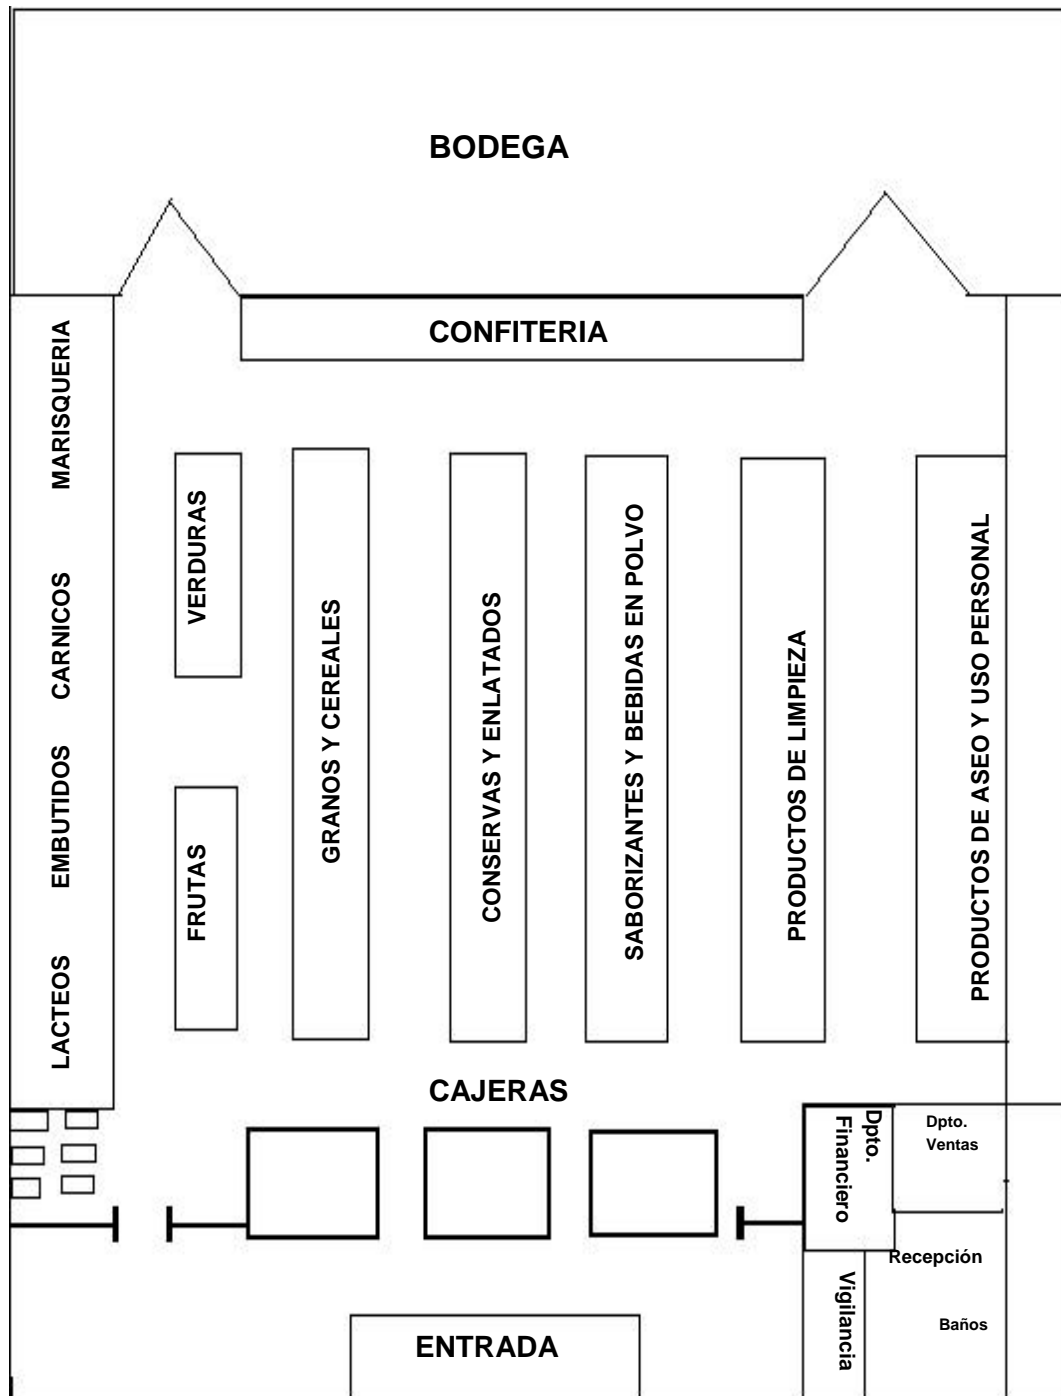 BODEGA
CONFITERIA
MARISQUERIA
CARNICOS
EMBUTIDOS
LACTEOS
VERDURAS
FRUTAS
GRANOS Y CEREALES
CONSERVAS Y ENLATADOS
SABORIZANTES Y BEBIDAS EN POLVO
PRODUCTOS DE LIMPIEZA
PRODUCTOS DE ASEO Y USO PERSONAL
CAJERAS
Dpto.
Financiero
Dpto.
Ventas
Recepción
Vigilancia
Baños
ENTRADA